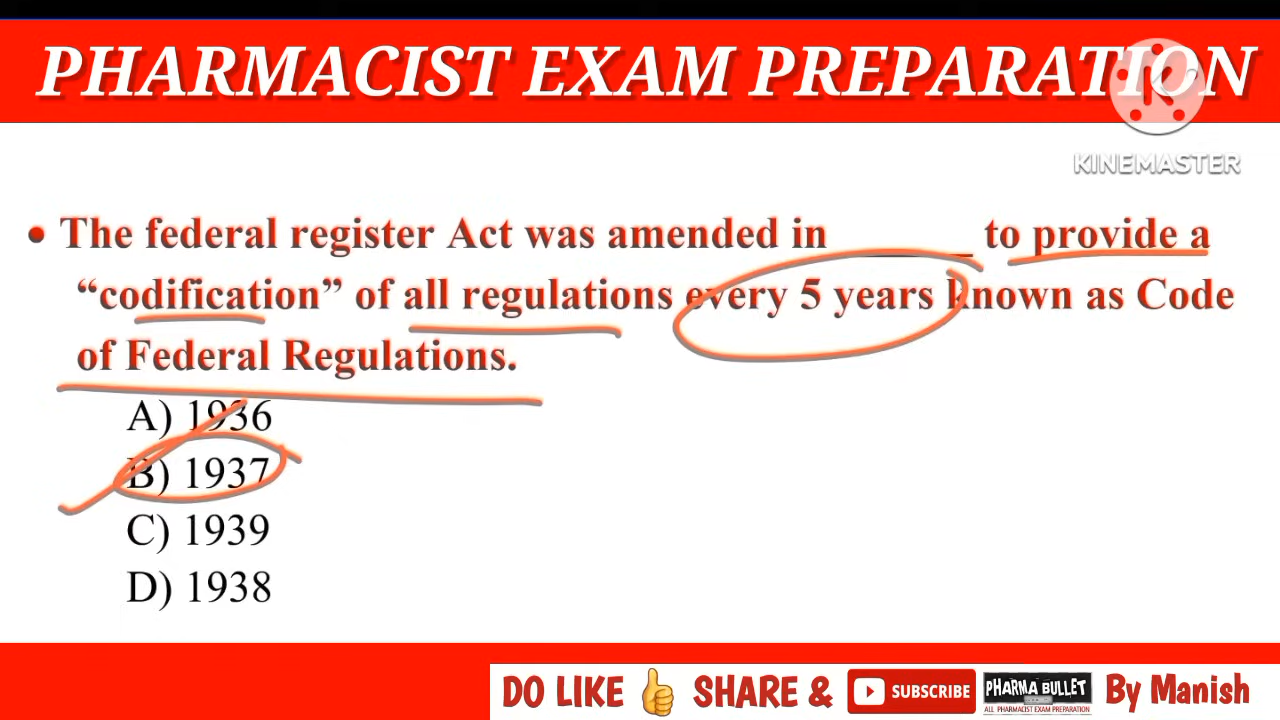 PHARMACIST EXAM PREPARATION
KINEMASTER
• The federal register Act was amended in ______ to provide a
“codification” of all regulations every 5 years known as Code
of Federal Regulations.
A) 1936
B) 1937
C) 1939
D) 1938
DO LIKE 👍 SHARE & SUBSCRIBE PHARMA BULLET By Manish
ALL PHARMACIST EXAM PREPARATION